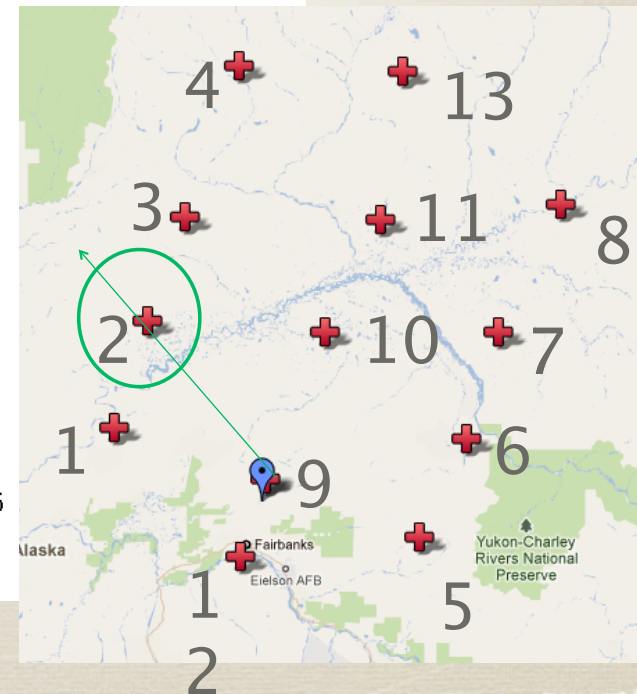 4
13
3
11
8
2
10
7
1
6
9
Alaska
Fairbanks
Yukon-Charley
Rivers National
Preserve
Eielson AFB
1
2
5